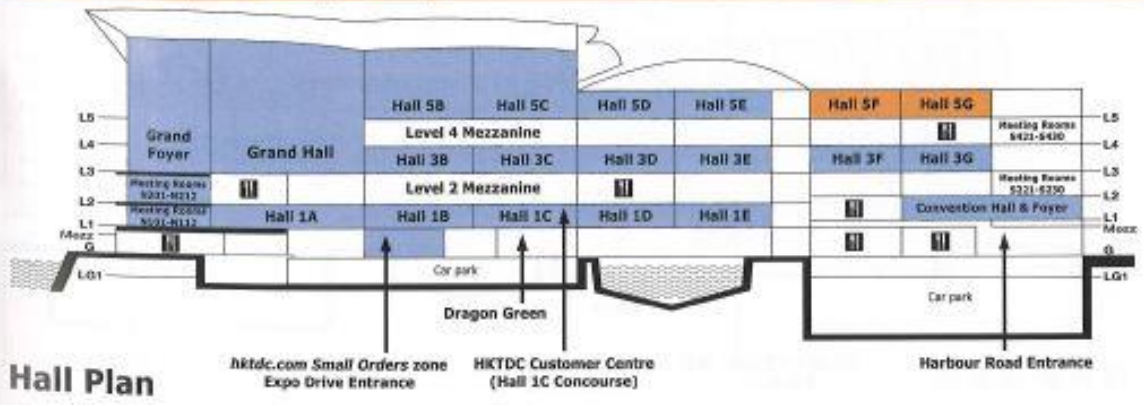 Hall 5B Hall 5C Hall 5D Hall 5E Hall 5F Hall 5G
L5 L5
Level 4 Mezzanine
Meeting Rooms
S421-S430
Grand
Foyer
Grand Hall
L4 L4
Hall 3B Hall 3C Hall 3D Hall 3E Hall 3F Hall 3G
L3 L3
Meeting Rooms
N201-N212
Level 2 Mezzanine
Meeting Rooms
S221-S230
L2 L2
Meeting Rooms
N101-N112
Hall 1A Hall 1B Hall 1C Hall 1D Hall 1E
Convention Hall & Foyer
L1 L1
Mezz Mezz
G G
LG1 LG1
Car park
Car park
Dragon Green
hktdc.com Small Orders zone
Expo Drive Entrance
HKTDC Customer Centre
(Hall 1C Concourse)
Harbour Road Entrance
Hall Plan